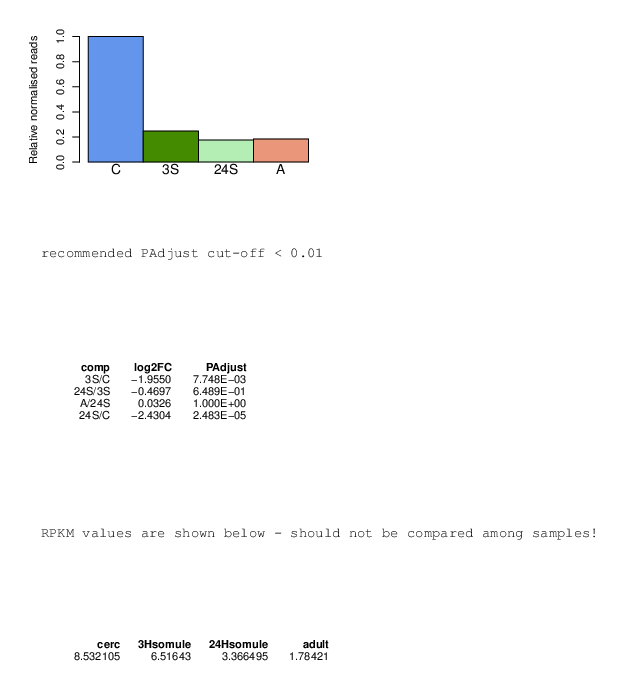 Relative normalised reads
1.0
0.8
0.6
0.4
0.2
0.0
C 3S 24S A
recommended PAdjust cut-off < 0.01
comp log2FC PAdjust
3S/C −1.9550 7.748E−03
24S/3S −0.4697 6.489E−01
A/24S 0.0326 1.000E+00
24S/C −2.4304 2.483E−05
RPKM values are shown below - should not be compared among samples!
cerc 3Hsomule 24Hsomule adult
8.532105 6.51643 3.366495 1.78421